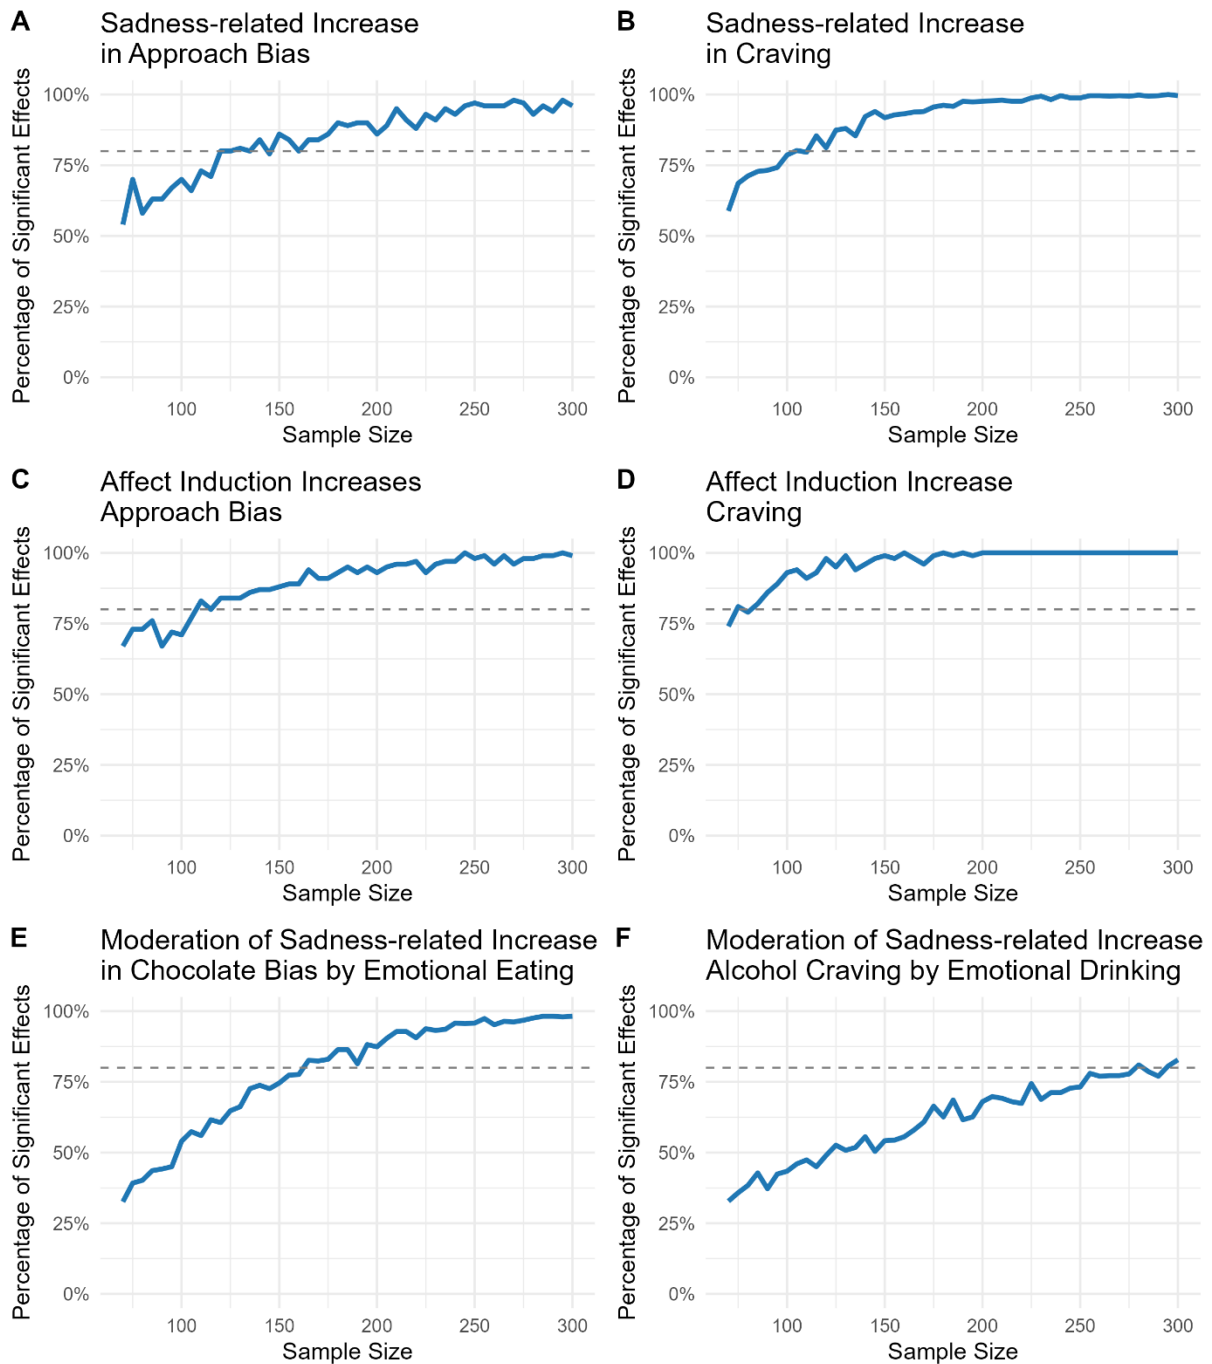 A
Sadness-related Increase
in Approach Bias
Percentage of Significant Effects
100%
75%
50%
25%
0%
100
150
200
250
300
Sample Size
B
Sadness-related Increase
in Craving
Percentage of Significant Effects
100%
75%
50%
25%
0%
100
150
200
250
300
Sample Size
C
Affect Induction Increases
Approach Bias
Percentage of Significant Effects
100%
75%
50%
25%
0%
100
150
200
250
300
Sample Size
D
Affect Induction Increase
Craving
Percentage of Significant Effects
100%
75%
50%
25%
0%
100
150
200
250
300
Sample Size
E
Moderation of Sadness-related Increase
in Chocolate Bias by Emotional Eating
Percentage of Significant Effects
100%
75%
50%
25%
0%
100
150
200
250
300
Sample Size
F
Moderation of Sadness-related Increase
Alcohol Craving by Emotional Drinking
Percentage of Significant Effects
100%
75%
50%
25%
0%
100
150
200
250
300
Sample Size